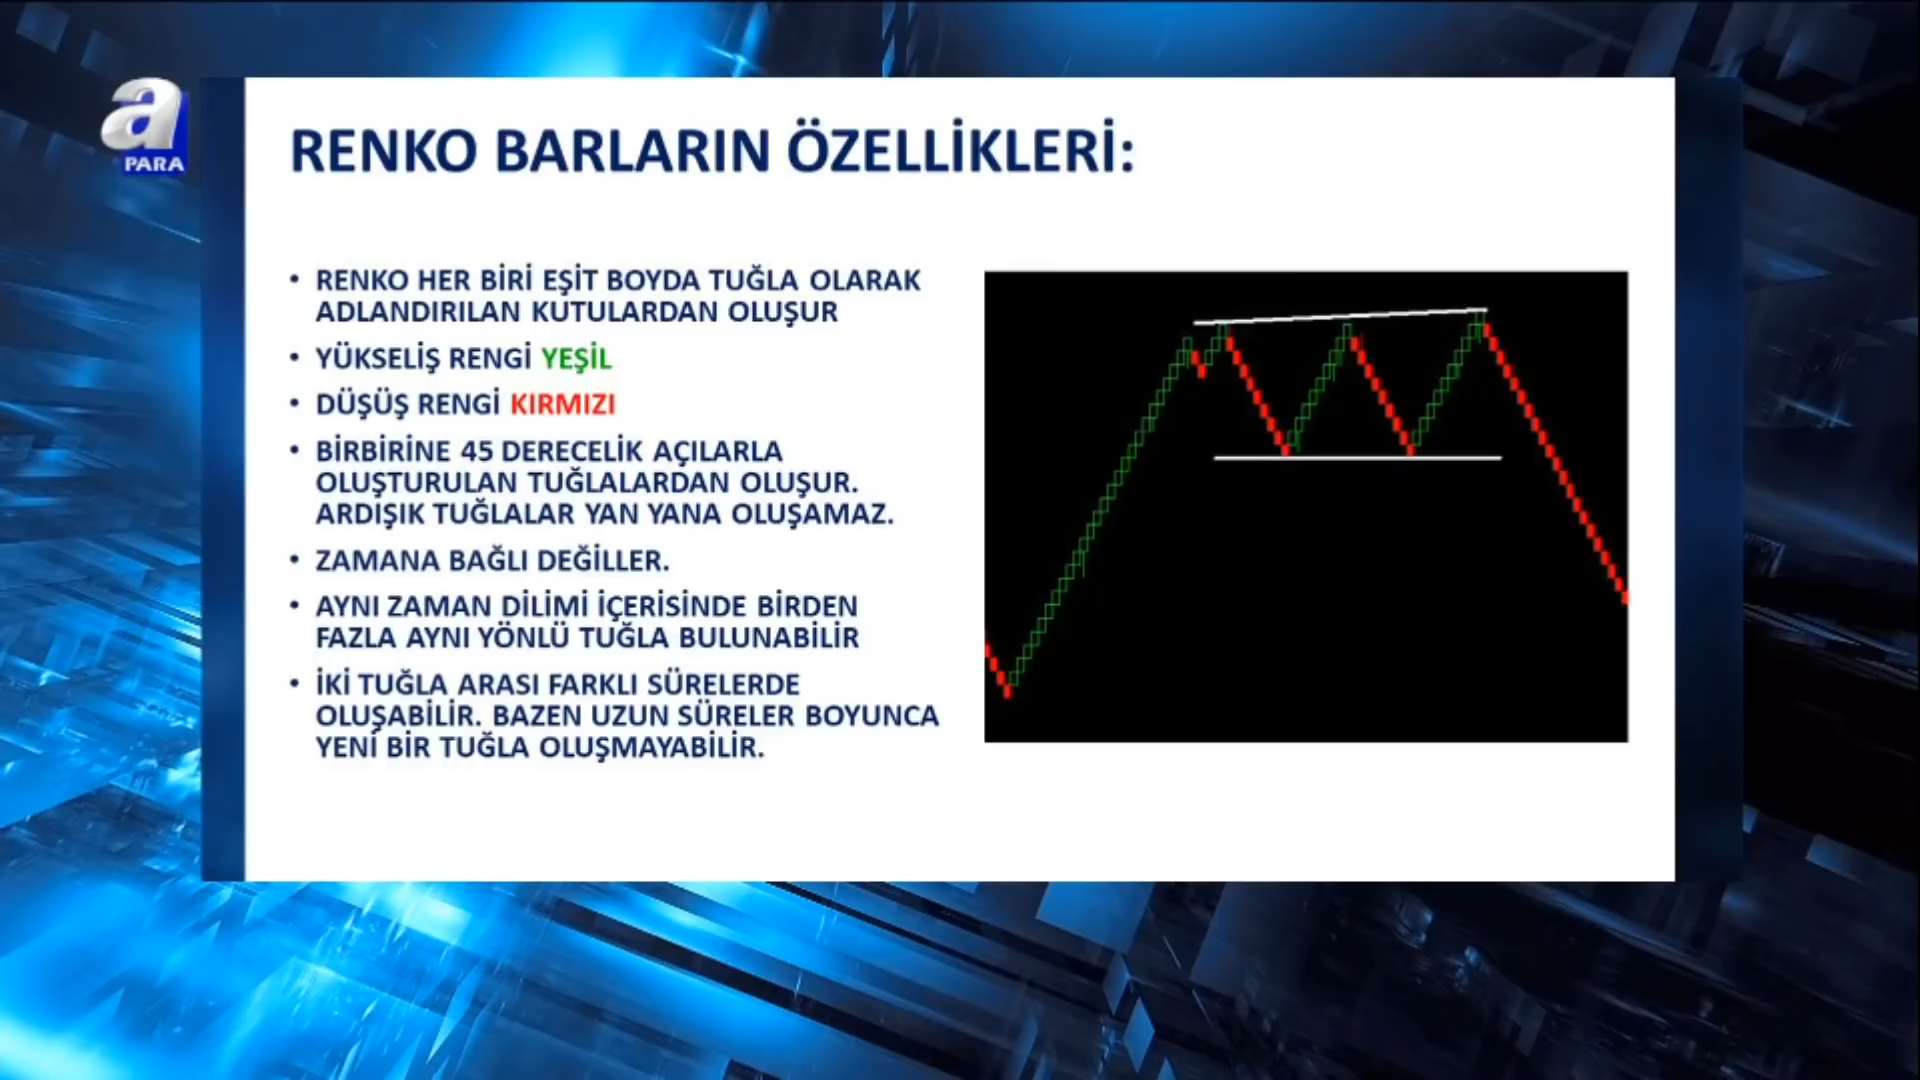 a
PARA
RENKO BARLARIN ÖZELLİKLERİ:
• RENKO HER BİRİ EŞİT BOYDA TUĞLA OLARAK
ADLANDIRILAN KUTULARDAN OLUŞUR
• YÜKSELİŞ RENGİ YEŞİL
• DÜŞÜŞ RENGİ KIRMIZI
• BİRBİRİNE 45 DERECELİK AÇILARLA
OLUŞTURULAN TUĞLALARDAN OLUŞUR.
ARDIŞIK TUĞLALAR YAN YANA OLUŞAMAZ.
• ZAMANA BAĞLI DEĞİLLER.
• AYNI ZAMAN DİLİMİ İÇERİSİNDE BİRDEN
FAZLA AYNI YÖNLÜ TUĞLA BULUNABİLİR
• İKİ TUĞLA ARASI FARKLI SÜRELERDE
OLUŞABİLİR. BAZEN UZUN SÜRELER BOYUNCA
YENİ BİR TUĞLA OLUŞMAYABİLİR.